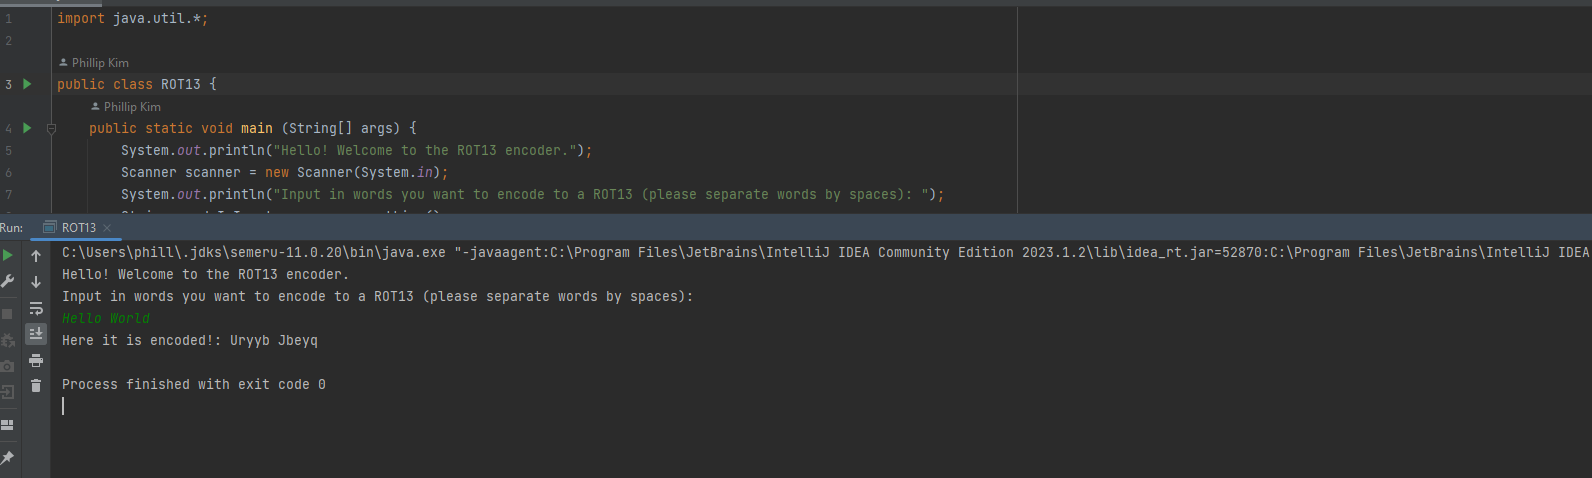 1 import java.util.*;
2
Phillip Kim
3 public class ROT13 {
Phillip Kim
4 public static void main (String[] args) {
5 System.out.println("Hello! Welcome to the ROT13 encoder.");
6 Scanner scanner = new Scanner(System.in);
7 System.out.println("Input in words you want to encode to a ROT13 (please separate words by spaces): ");
Run: ROT13
C:\Users\phill\.jdks\semeru-11.0.20\bin\java.exe "-javaagent:C:\Program Files\JetBrains\IntelliJ IDEA Community Edition 2023.1.2\lib\idea_rt.jar=52870:C:\Program Files\JetBrains\IntelliJ IDEA
Hello! Welcome to the ROT13 encoder.
Input in words you want to encode to a ROT13 (please separate words by spaces):
Hello World
Here it is encoded!: Uryyb Jbeyq
Process finished with exit code 0